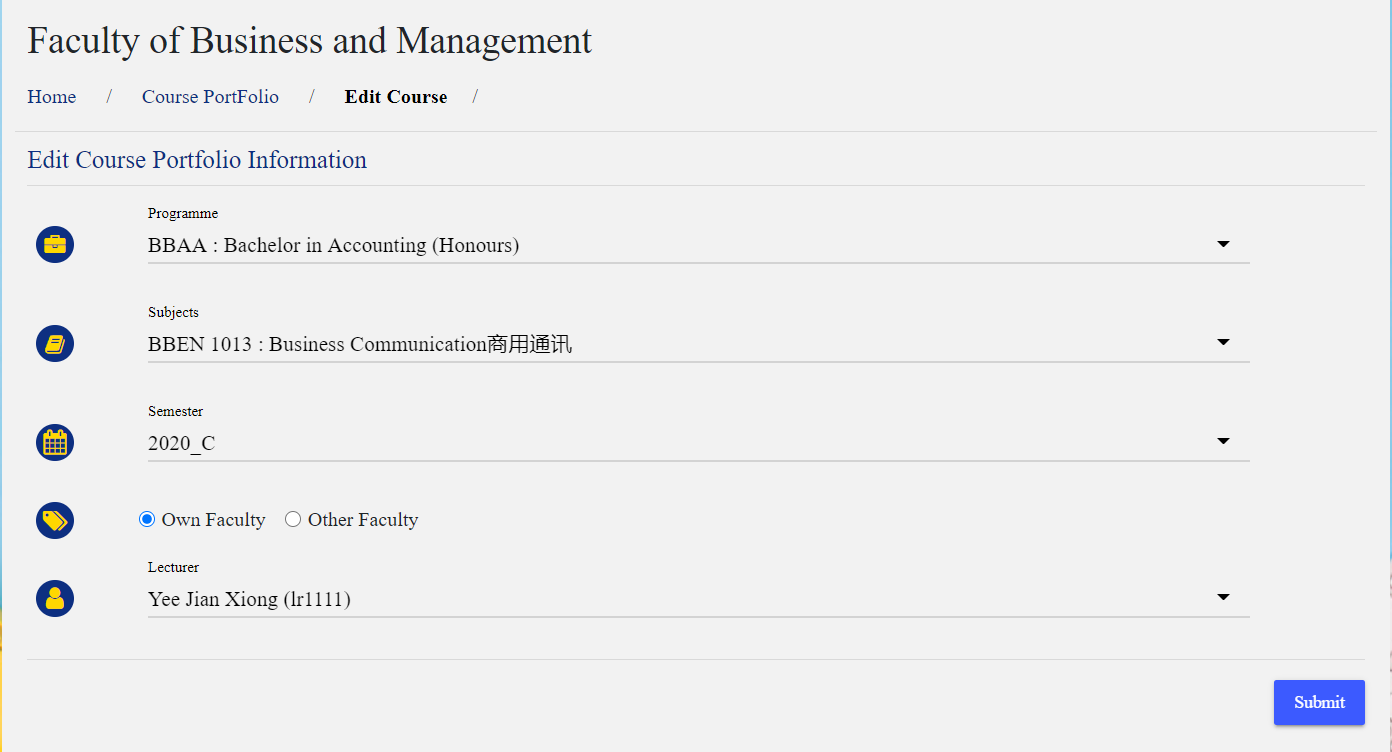 Faculty of Business and Management
Home / Course PortFolio / Edit Course /
Edit Course Portfolio Information
Programme
BBAA : Bachelor in Accounting (Honours)
Subjects
BBEN 1013 : Business Communication商用通讯
Semester
2020_C
Own Faculty Other Faculty
Lecturer
Yee Jian Xiong (lr1111)
Submit